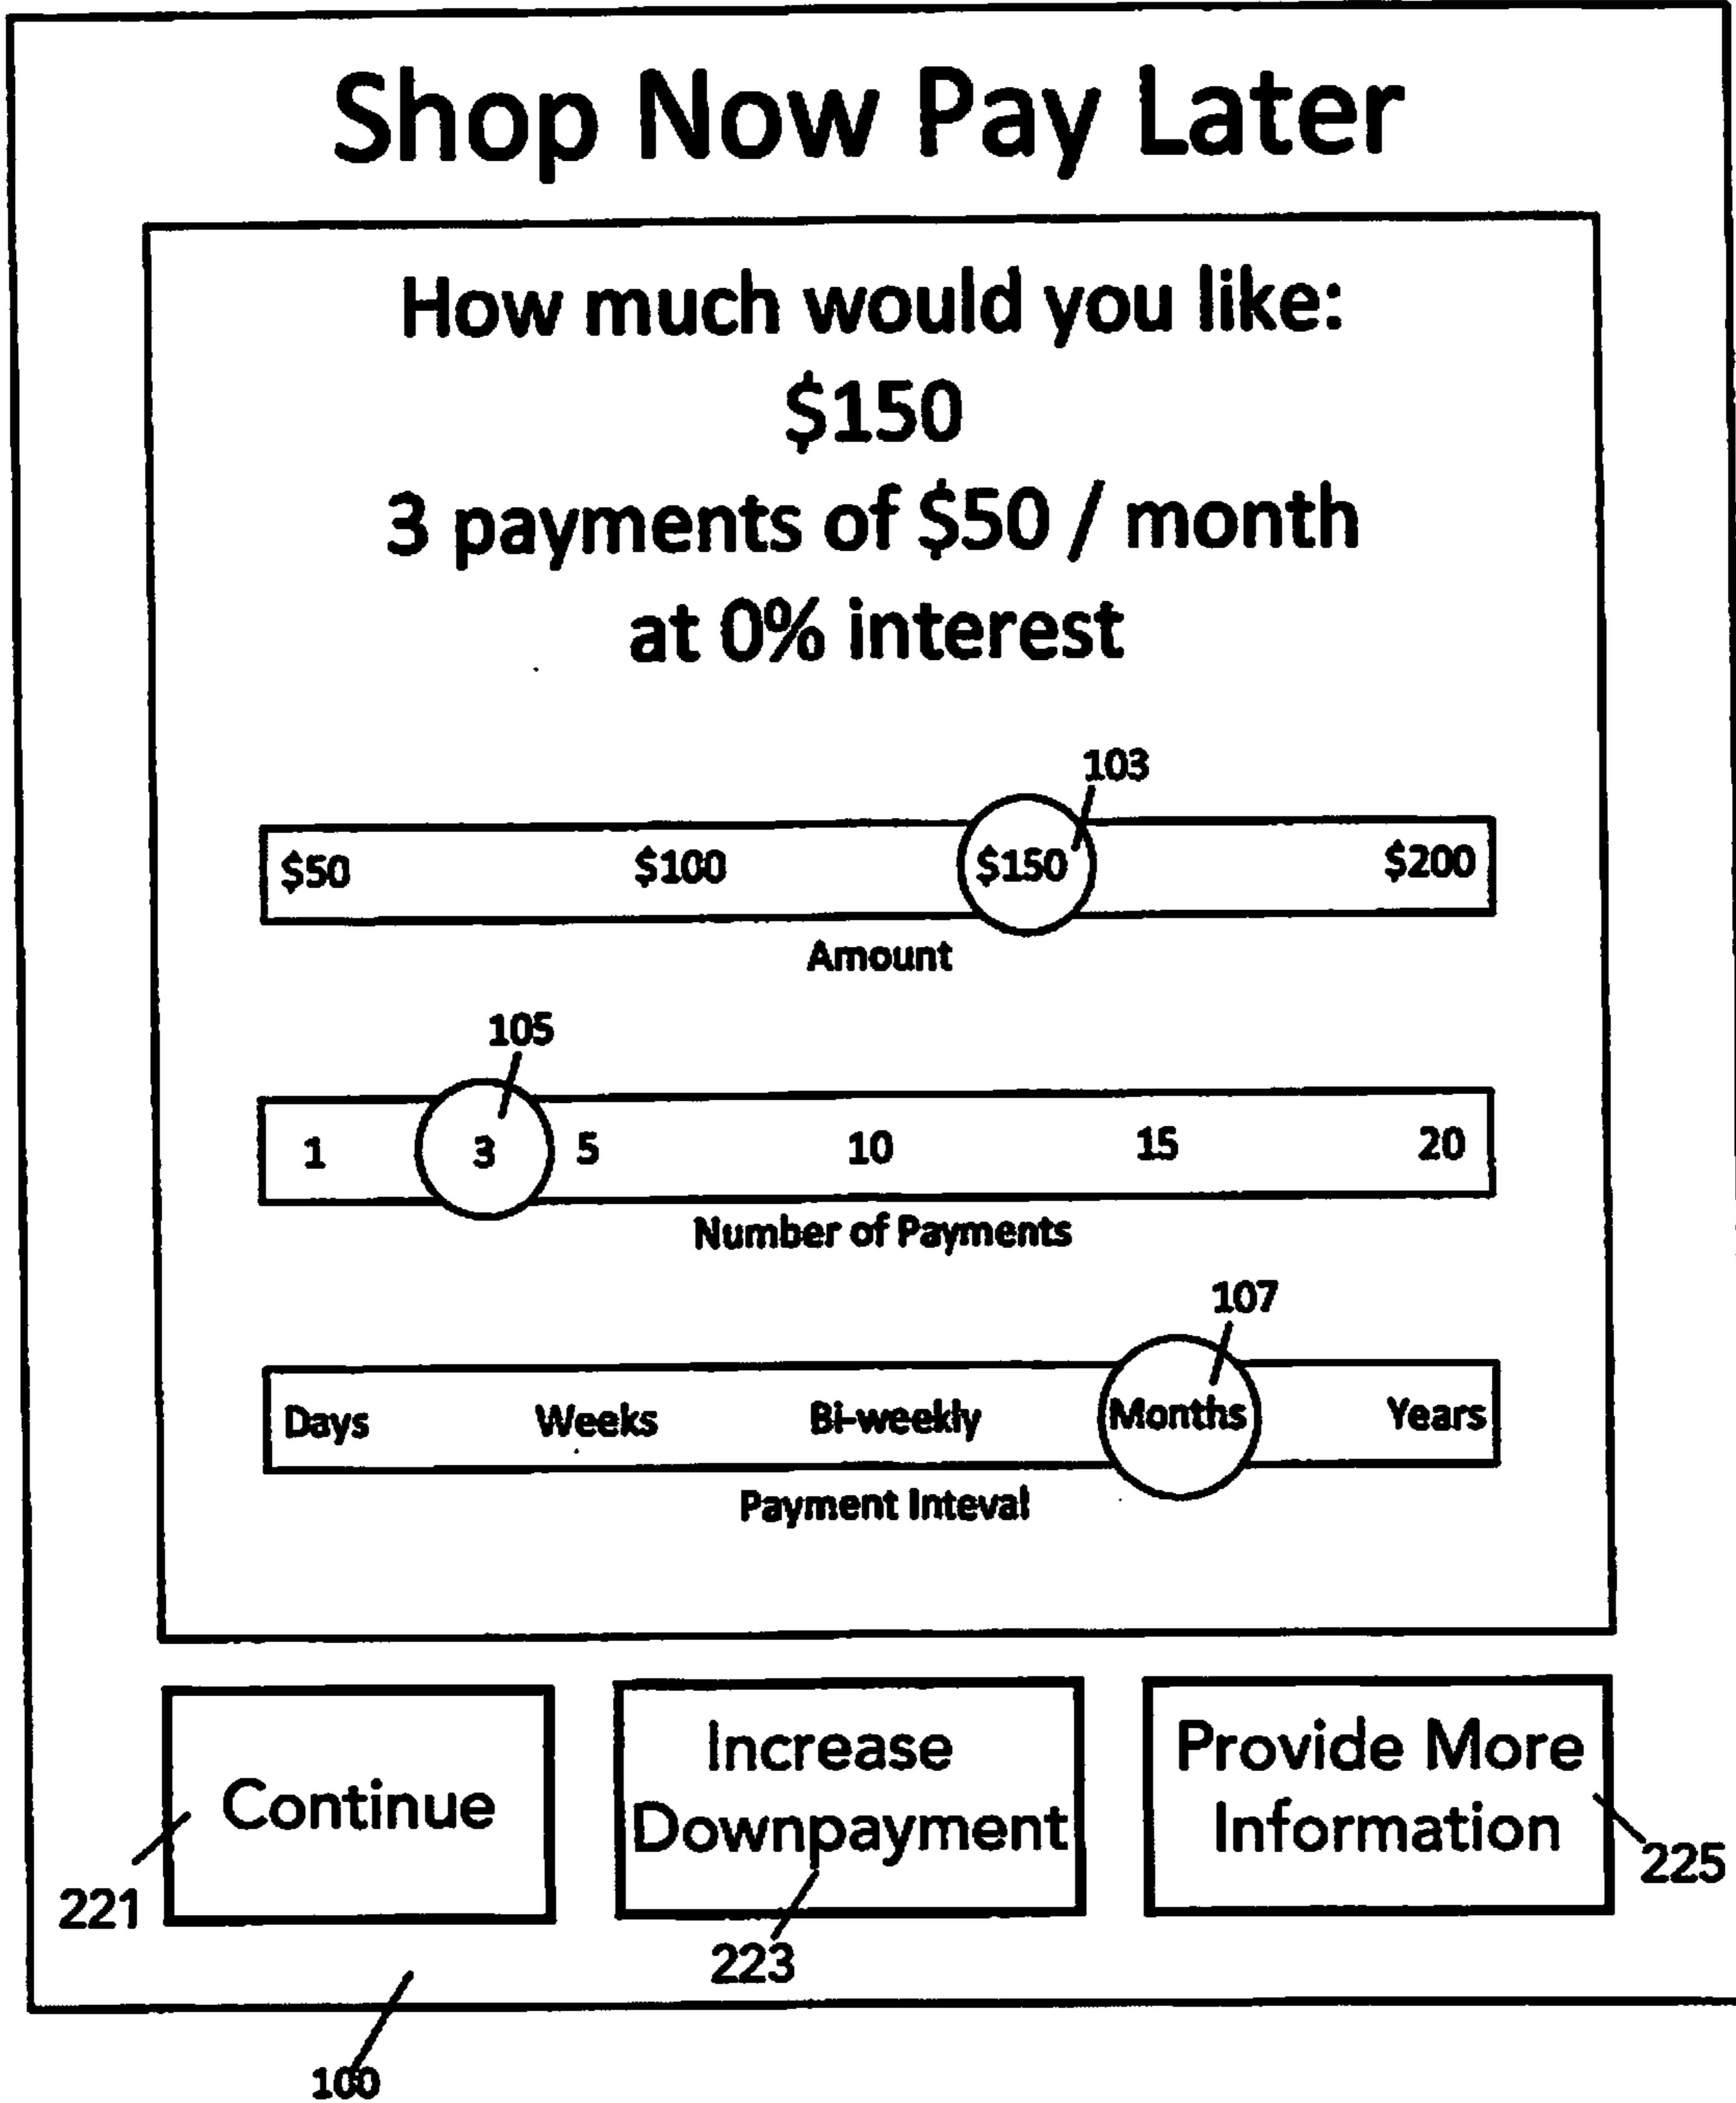 Shop Now Pay Later
How much would you like:
$150
3 payments of $50 / month
at 0% interest
103
$50 $100 $150 $200
Amount
105
1 3 5 10 15 20
Number of Payments
107
Days Weeks Bi-weekly Months Years
Payment Inteval
Continue
Increase
Downpayment
Provide More
Information
221
223
225
100